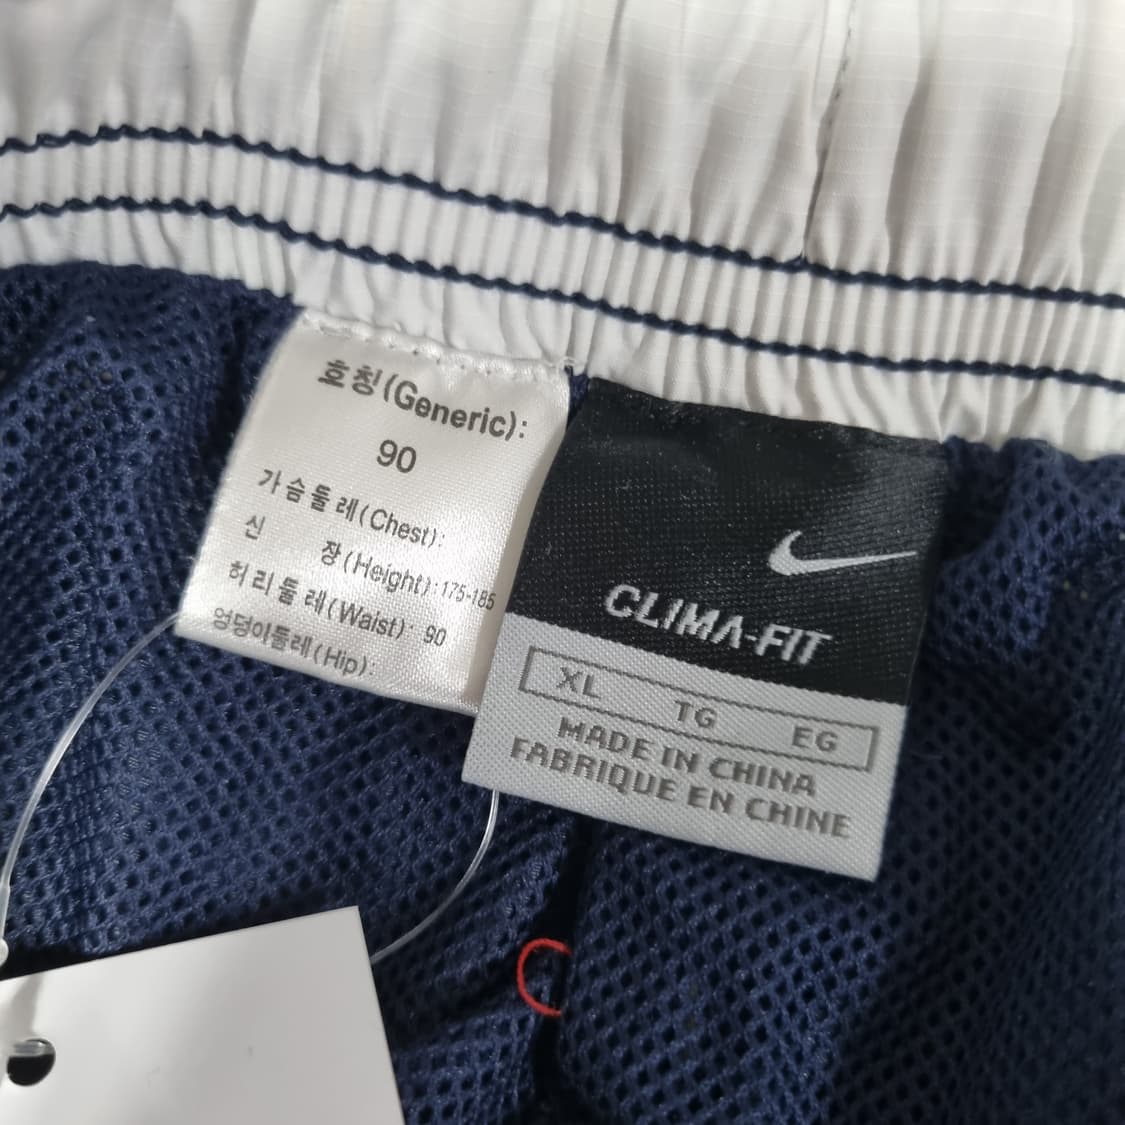 호칭(Generic):
90
가슴둘레(Chest):
신 장(Height):175-185
허리둘레(Waist): 90
엉덩이둘레(Hip):
CLIMA-FIT
XL TG EG
MADE IN CHINA
FABRIQUE EN CHINE